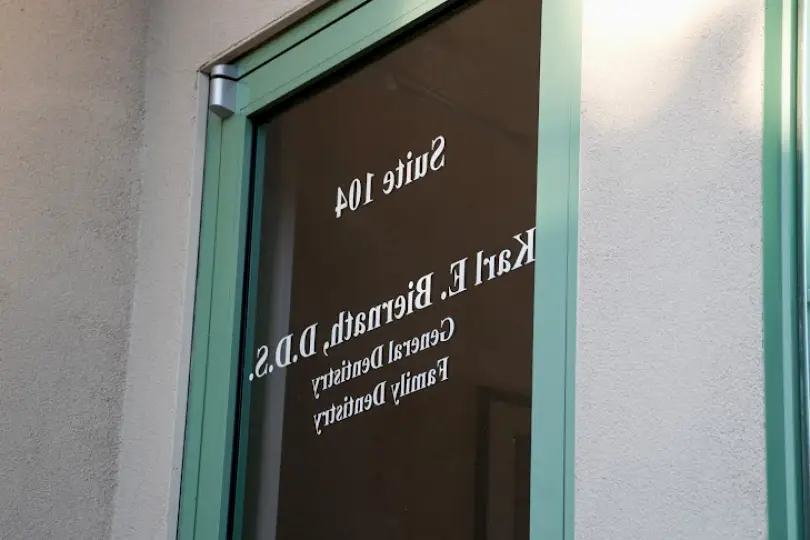 Suite 104
Karl E. Biernath, D.D.S.
General Dentistry
Family Dentistry